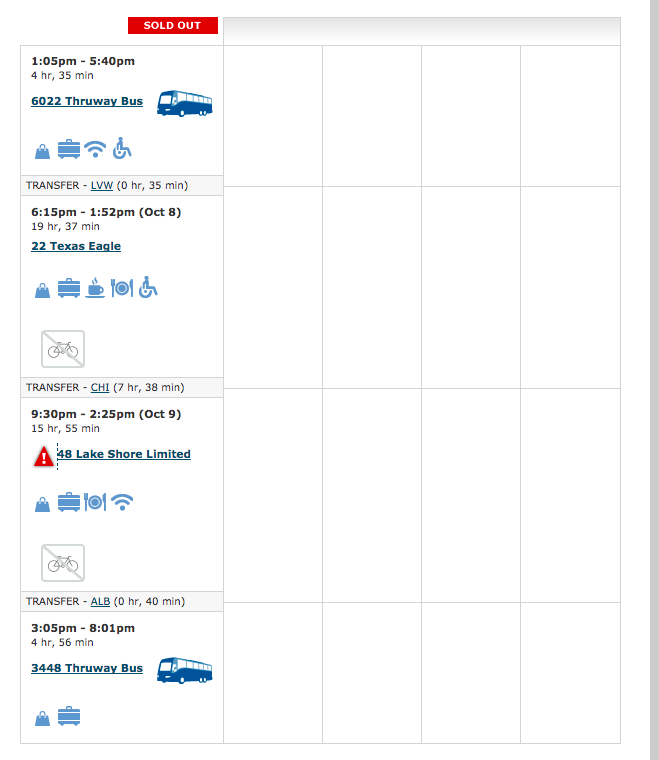 SOLD OUT
1:05pm - 5:40pm
4 hr, 35 min
6022 Thruway Bus
TRANSFER - LVW (0 hr, 35 min)
6:15pm - 1:52pm (Oct 8)
19 hr, 37 min
22 Texas Eagle
TRANSFER - CHI (7 hr, 38 min)
9:30pm - 2:25pm (Oct 9)
15 hr, 55 min
48 Lake Shore Limited
TRANSFER - ALB (0 hr, 40 min)
3:05pm - 8:01pm
4 hr, 56 min
3448 Thruway Bus